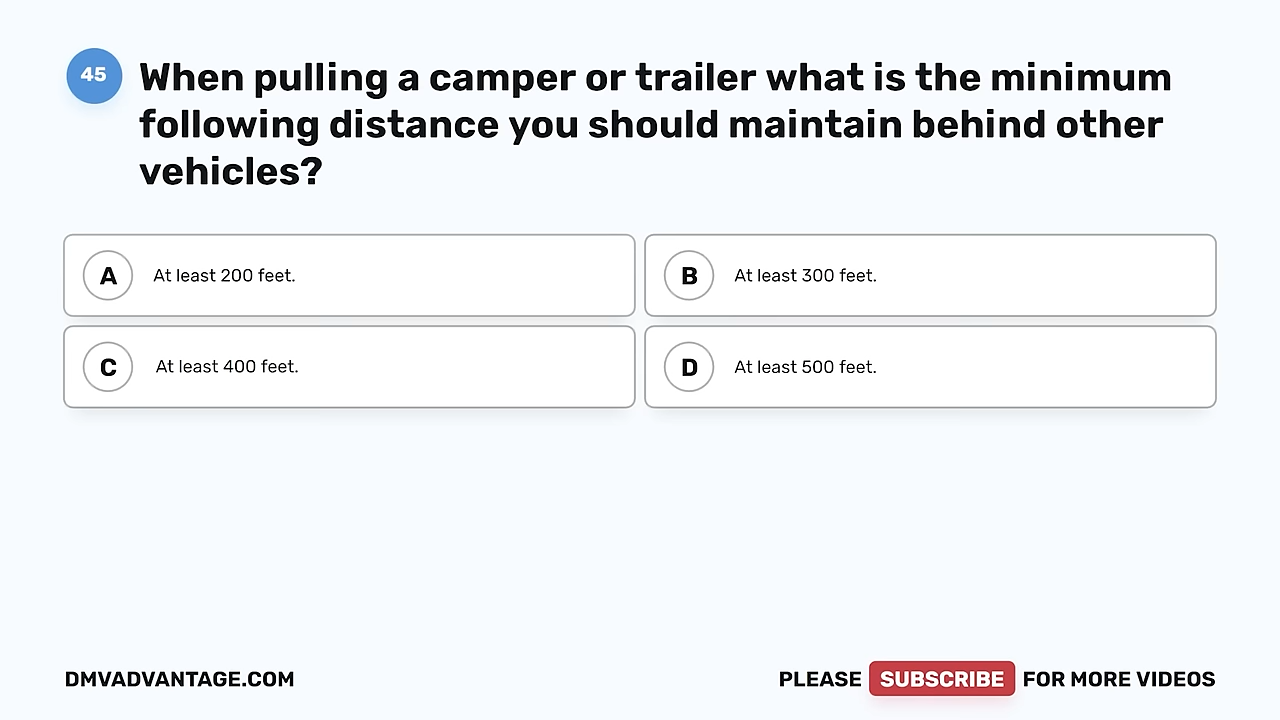 45
When pulling a camper or trailer what is the minimum
following distance you should maintain behind other
vehicles?
A At least 200 feet.
B At least 300 feet.
C At least 400 feet.
D At least 500 feet.
DMVADVANTAGE.COM
PLEASE SUBSCRIBE FOR MORE VIDEOS